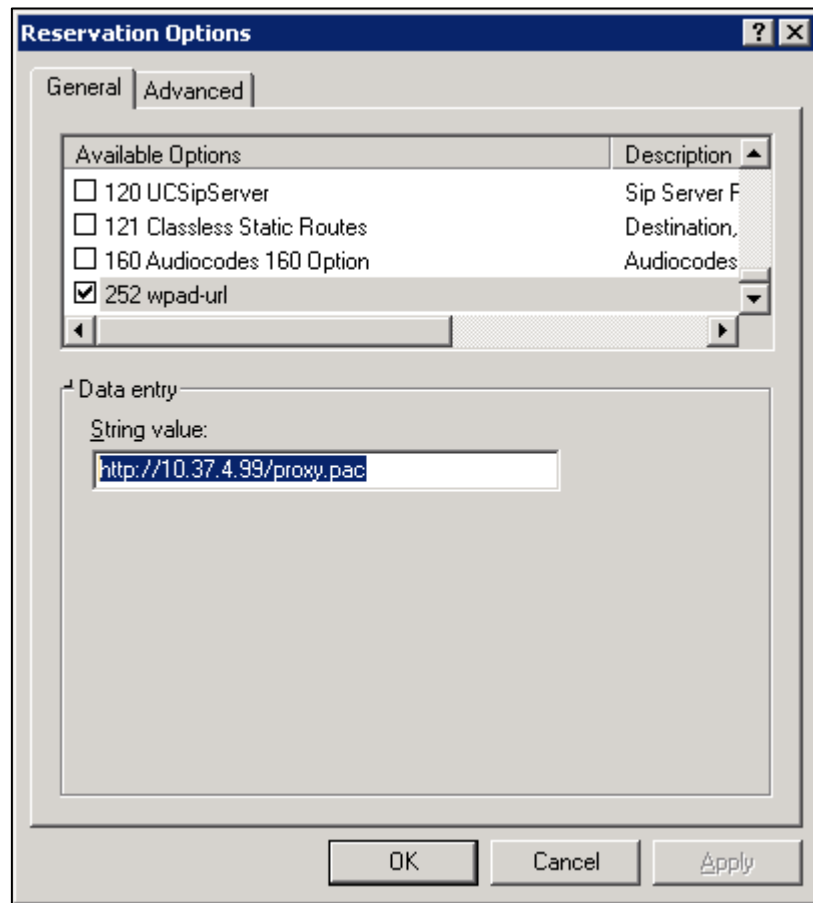 Reservation Options
General Advanced
Available Options Description
120 UCSipServer Sip Server F
121 Classless Static Routes Destination,
160 Audiocodes 160 Option Audiocodes
252 wpad-url
Data entry
String value:
http://10.37.4.99/proxy.pac
OK Cancel Apply